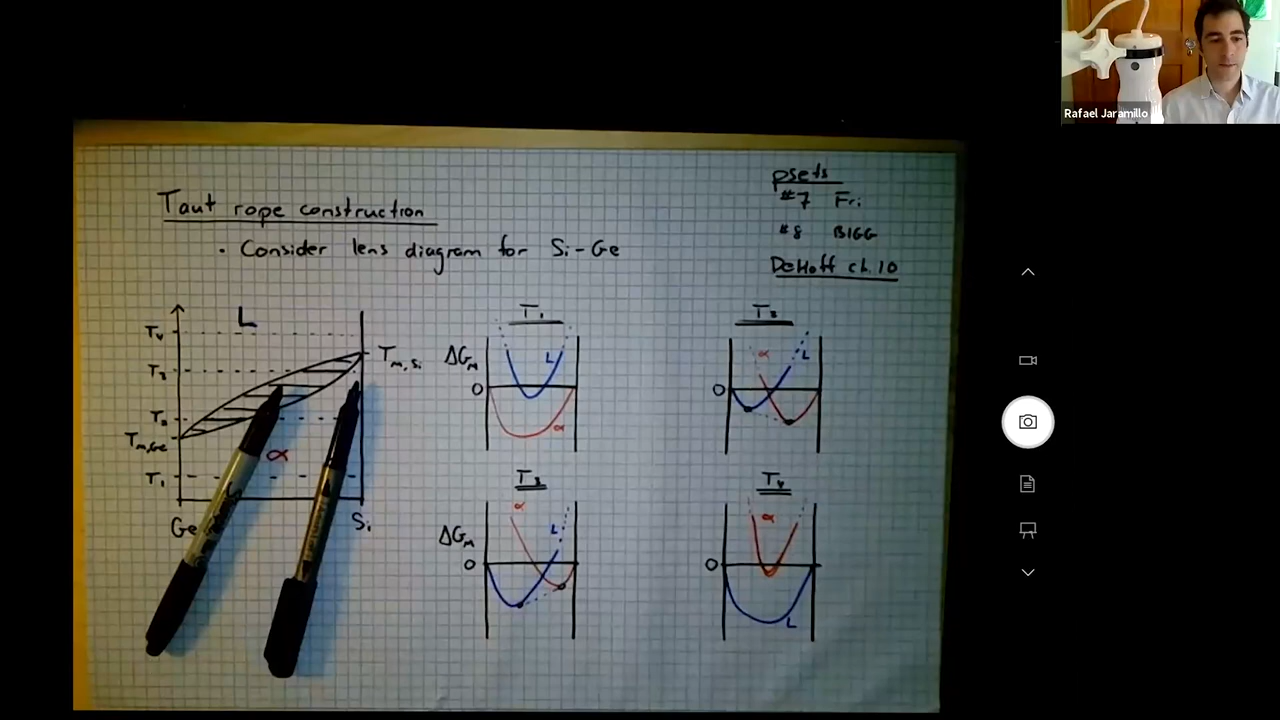 Rafael Jaramillo
Taut rope construction
• Consider lens diagram for Si-Ge
psets
#7 Fri
#8 BIGG
DeHoff ch. 10
L
T₄
T₃
T₂
Tm,Ge
T₁
Tm,Si
α
Ge
Si
T₁
ΔGM
0
L
α
T₂
0
α
L
T₃
ΔGM
0
α
L
T₄
0
α
L